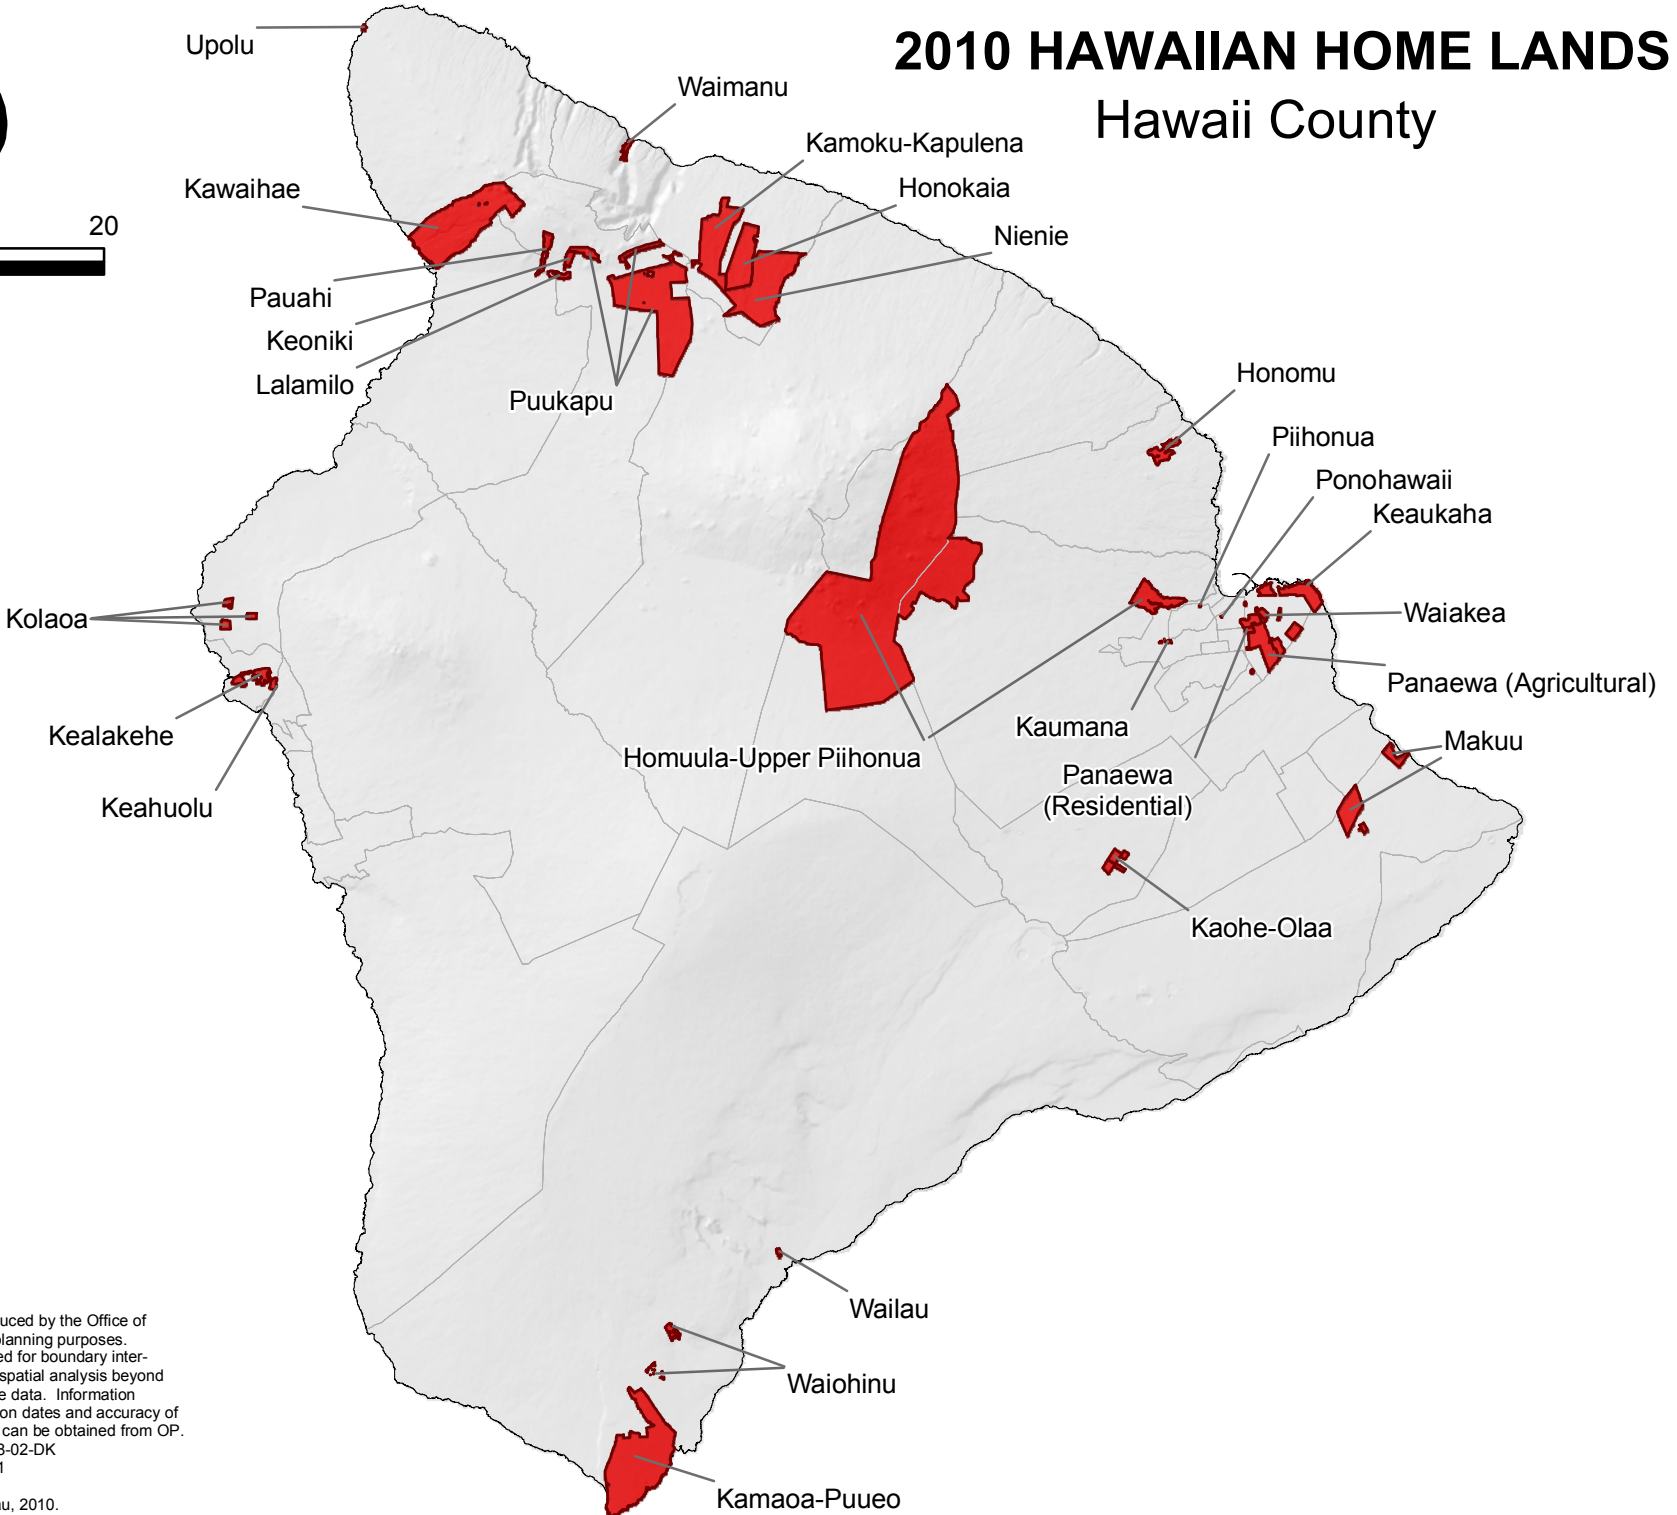 2010 HAWAIIAN HOME LANDS
Hawaii County
20
Upolu
Waimanu
Kamoku-Kapulena
Honokaia
Kawaihae
Nienie
Pauahi
Keoniki
Lalamilo
Puukapu
Honomu
Piihonua
Ponohawaii
Keaukaha
Kolaoa
Waiakea
Panaewa (Agricultural)
Kealakehe
Kaumana
Makuu
Homuula-Upper Piihonua
Panaewa
(Residential)
Keahuolu
Kaohe-Olaa
Wailau
Waiohinu
Kamaoa-Puueo
uced by the Office of
planning purposes.
ed for boundary inter-
spatial analysis beyond
e data. Information
on dates and accuracy of
can be obtained from OP.
3-02-DK
1
u, 2010.